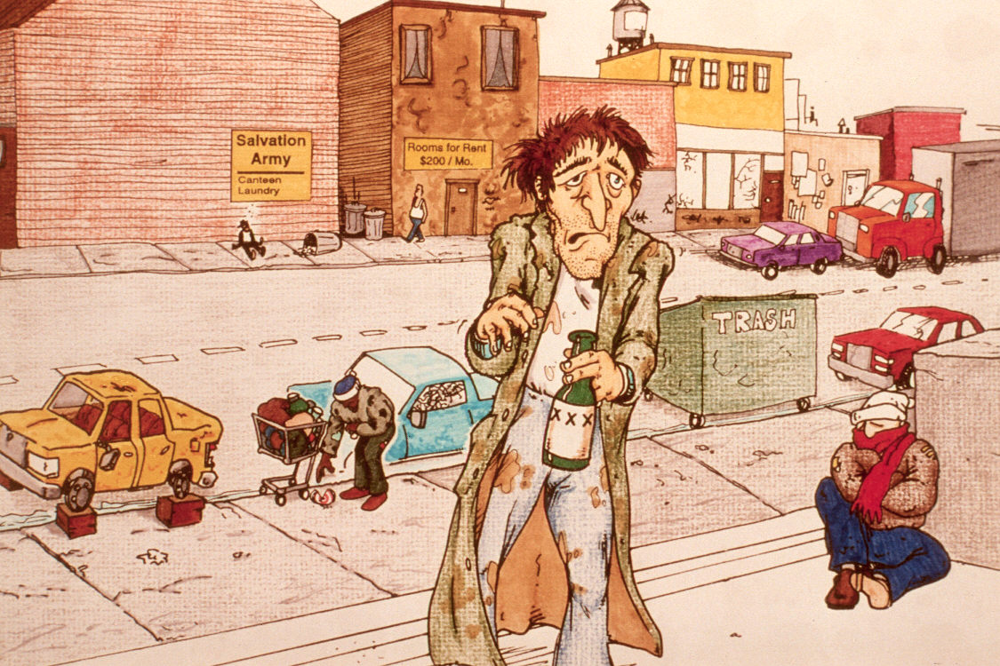 Salvation
Army
Canteen
Laundry
Rooms for Rent
$200 / Mo.
TRASH
XXX